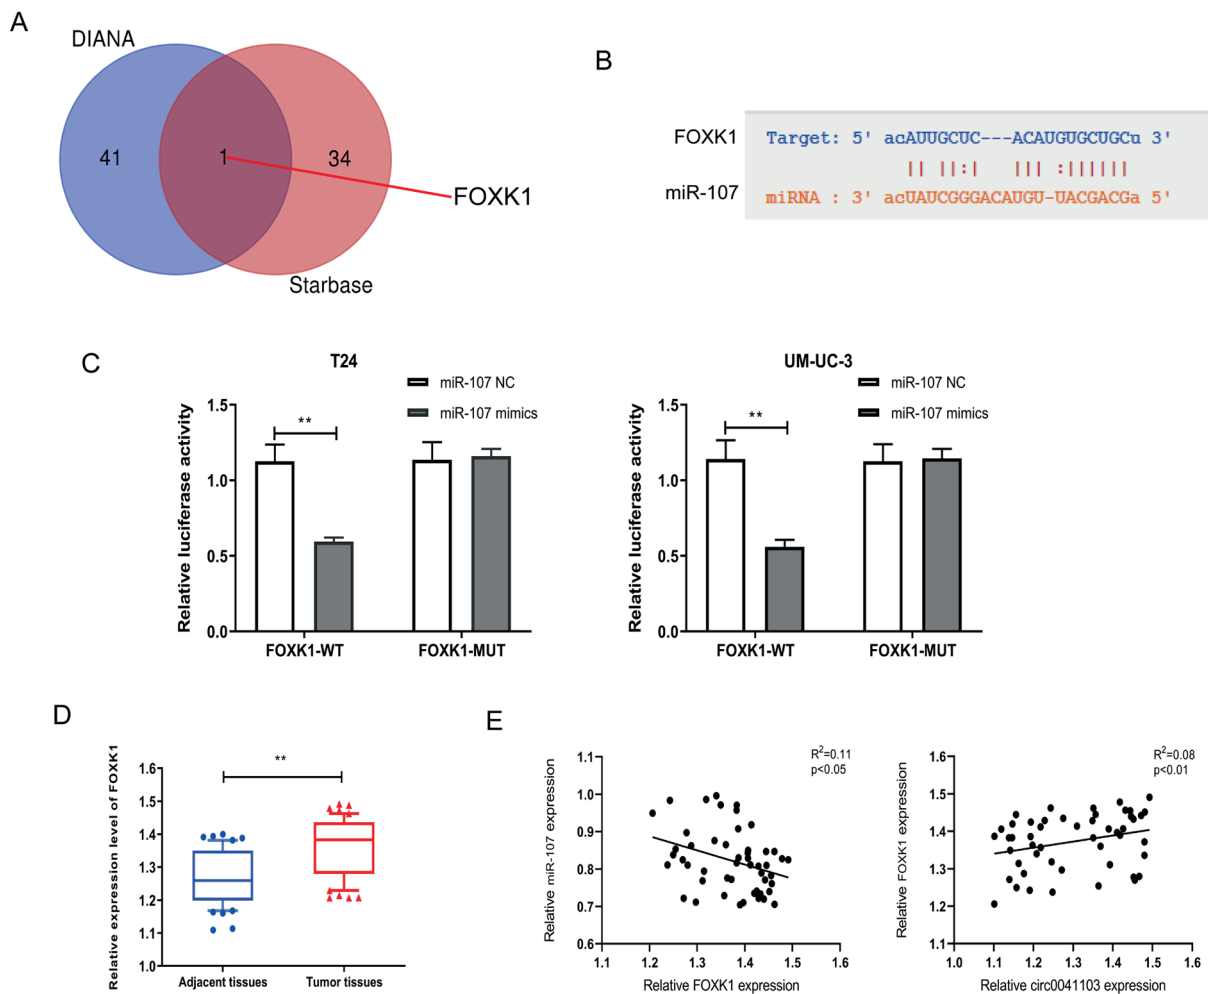 A
DIANA
41
1
34
FOXK1
Starbase
B
FOXK1
Target: 5' acAUUGCUC---ACAUGUGCUGCu 3'
|| ||:| ||| :||||||
miR-107
miRNA : 3' acUAUCGGGACAUGU-UACGACGa 5'
C
T24
miR-107 NC
miR-107 mimics
Relative luciferase activity
1.5
1.0
0.5
0.0
**
FOXK1-WT
FOXK1-MUT
UM-UC-3
miR-107 NC
miR-107 mimics
Relative luciferase activity
1.5
1.0
0.5
0.0
**
FOXK1-WT
FOXK1-MUT
D
Relative expression level of FOXK1
1.6
1.5
1.4
1.3
1.2
1.1
1.0
**
Adjacent tissues
Tumor tissues
E
Relative miR-107 expression
1.1
1.0
0.9
0.8
0.7
0.6
R²=0.11
p<0.05
1.1 1.2 1.3 1.4 1.5 1.6
Relative FOXK1 expression
Relative FOXK1 expression
1.6
1.5
1.4
1.3
1.2
1.1
R²=0.08
p<0.01
1.0 1.1 1.2 1.3 1.4 1.5 1.6
Relative circ0041103 expression